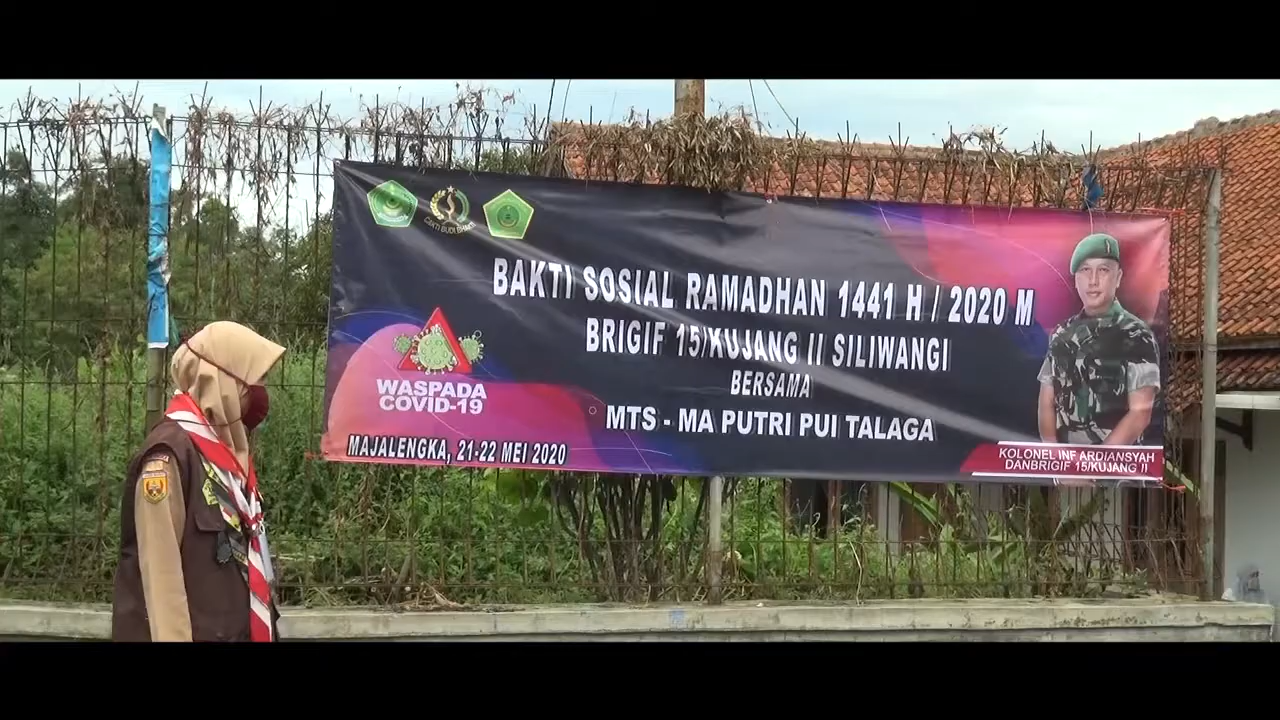 BAKTI SOSIAL RAMADHAN 1441 H / 2020 M
BRIGIF 15/KUJANG II SILIWANGI
BERSAMA
MTS - MA PUTRI PUI TALAGA
WASPADA
COVID-19
MAJALENGKA, 21-22 MEI 2020
KOLONEL INF ARDIANSYAH
DANBRIGIF 15/KUJANG II